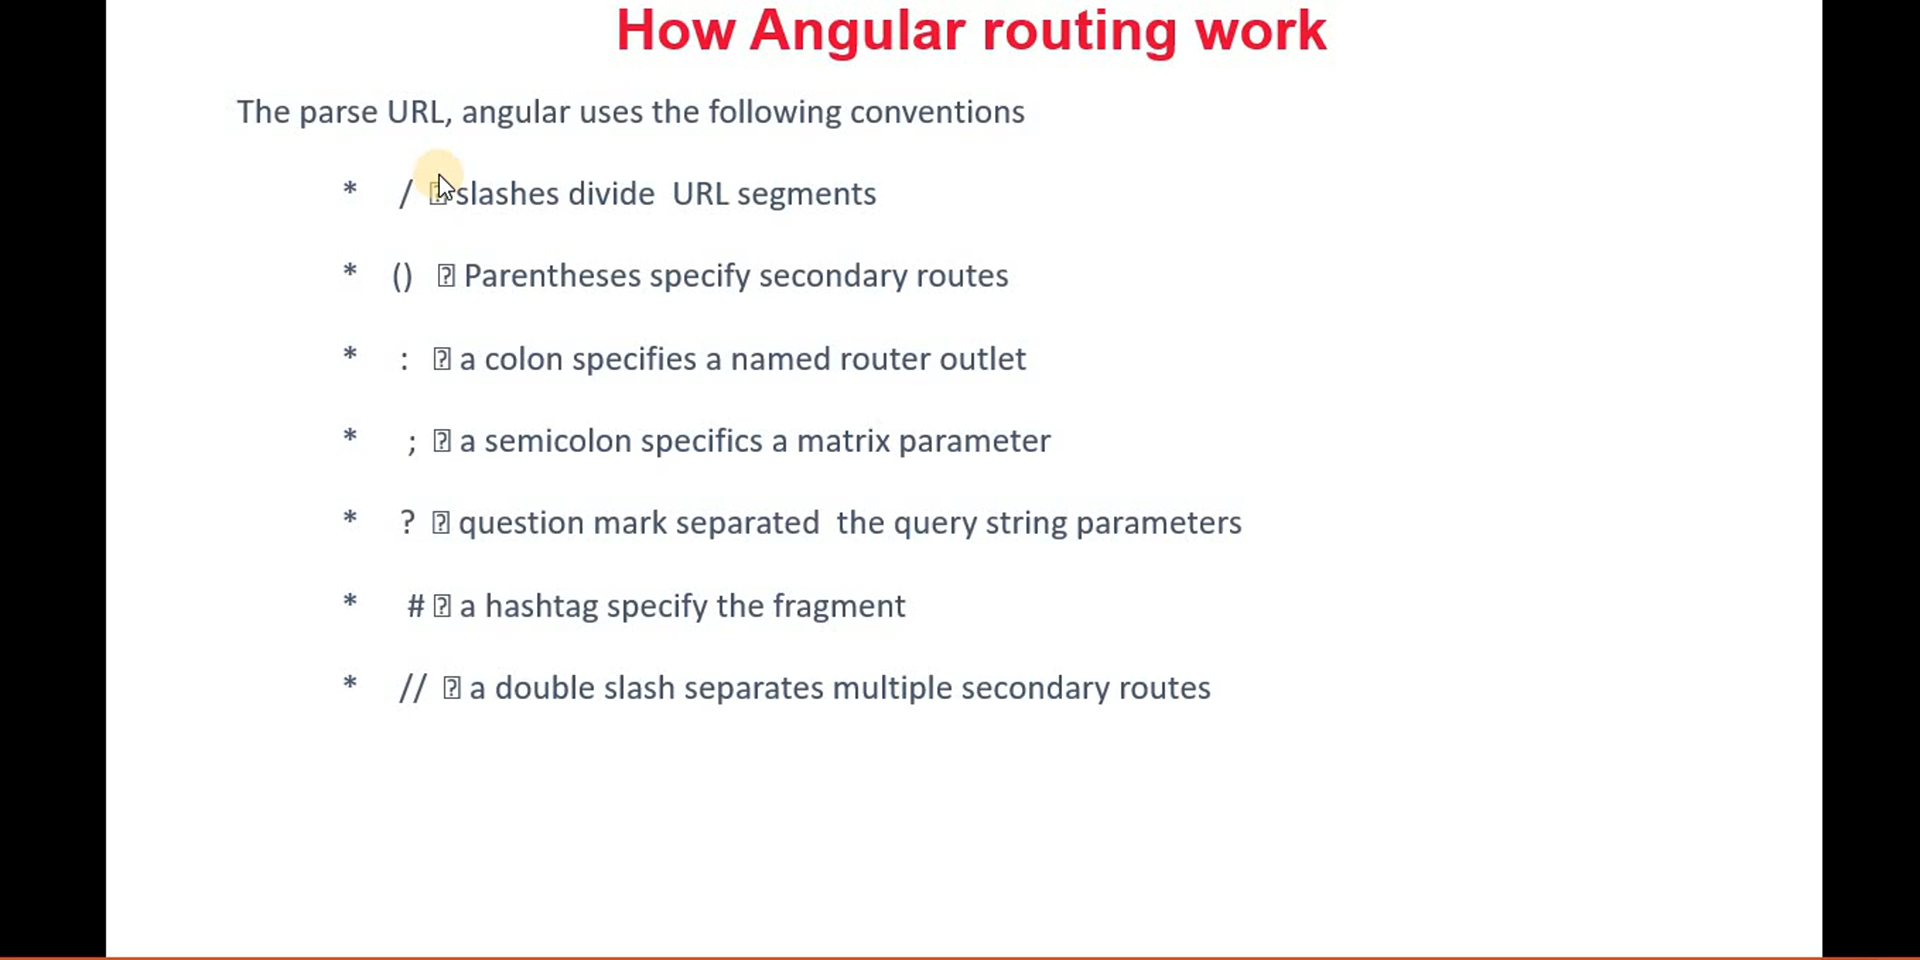 How Angular routing work
The parse URL, angular uses the following conventions
* / � slashes divide URL segments
* () � Parentheses specify secondary routes
* : � a colon specifies a named router outlet
* ; � a semicolon specifics a matrix parameter
* ? � question mark separated the query string parameters
* # � a hashtag specify the fragment
* // � a double slash separates multiple secondary routes